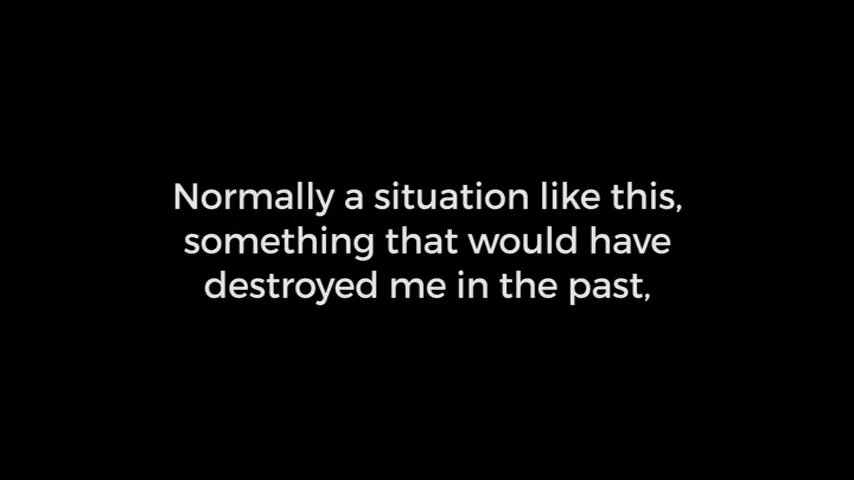 Normally a situation like this,
something that would have
destroyed me in the past,